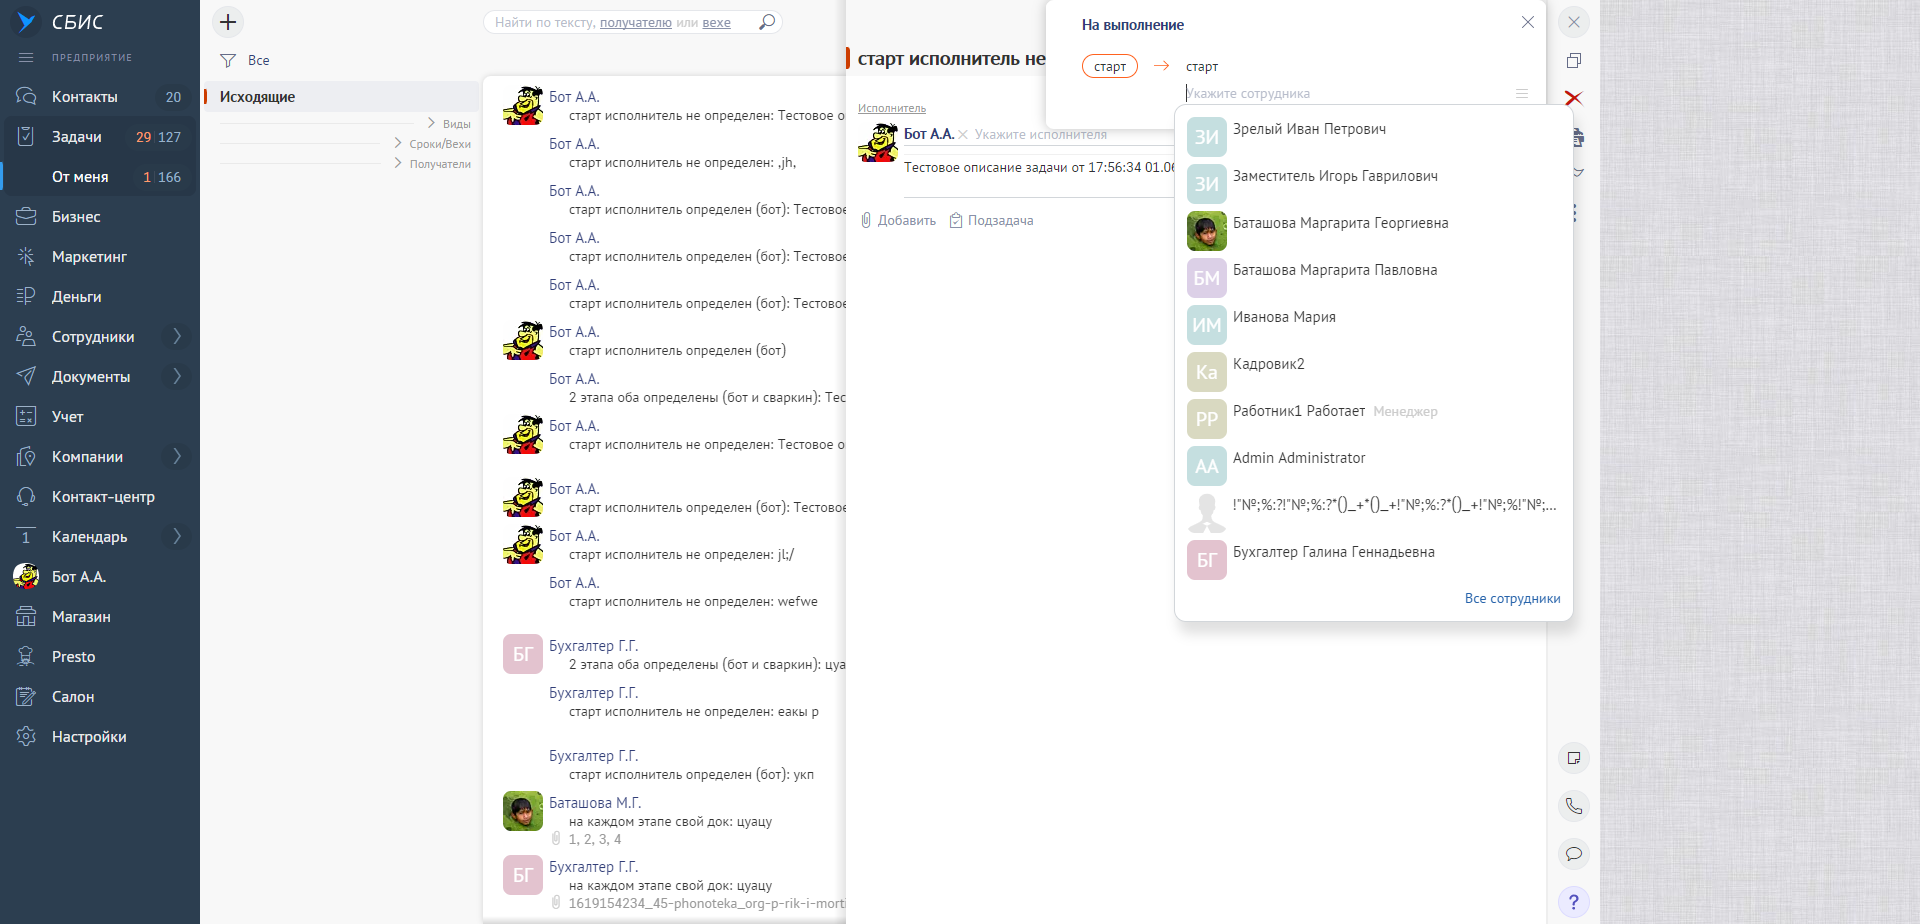 СБИС
ПРЕДПРИЯТИЕ
Контакты 20
Задачи 29 127
От меня 1 166
Бизнес
Маркетинг
Деньги
Сотрудники
Документы
Учет
Компании
Контакт-центр
1 Календарь
Бот А.А.
Магазин
Presto
Салон
Настройки
Найти по тексту, получателю или вехе
Все
Исходящие
Виды
Сроки/Вехи
Получатели
Бот А.А.
старт исполнитель не определен: Тестовое о
Бот А.А.
старт исполнитель не определен: ,jh,
Бот А.А.
старт исполнитель определен (бот): Тестовое
Бот А.А.
старт исполнитель определен (бот): Тестовое
Бот А.А.
старт исполнитель определен (бот): Тестовое
Бот А.А.
старт исполнитель определен (бот)
Бот А.А.
2 этапа оба определены (бот и сваркин): Тес
Бот А.А.
старт исполнитель не определен: Тестовое о
Бот А.А.
старт исполнитель определен (бот): Тестовое
Бот А.А.
старт исполнитель не определен: jl;/
Бот А.А.
старт исполнитель не определен: wefwe
БГ
Бухгалтер Г.Г.
2 этапа оба определены (бот и сваркин): цуа
Бухгалтер Г.Г.
старт исполнитель не определен: еакы р
Бухгалтер Г.Г.
старт исполнитель определен (бот): укп
Баташова М.Г.
на каждом этапе свой док: цуацу
1, 2, 3, 4
БГ
Бухгалтер Г.Г.
на каждом этапе свой док: цуацу
1619154234_45-phonoteka_org-p-rik-i-mort
старт исполнитель не
Исполнитель
Бот А.А. Укажите исполнителя
Тестовое описание задачи от 17:56:34 01.06
Добавить Подзадача
На выполнение
старт → старт
Укажите сотрудника
ЗИ Зрелый Иван Петрович
ЗИ Заместитель Игорь Гаврилович
Баташова Маргарита Георгиевна
БМ Баташова Маргарита Павловна
ИМ Иванова Мария
Ка Кадровик2
РР Работник1 Работает Менеджер
AA Admin Administrator
!"№;%:?!"№;%:?*()_+*()_+!"№;%:?*()_+!"№;%!"№;...
БГ Бухгалтер Галина Геннадьевна
Все сотрудники
?